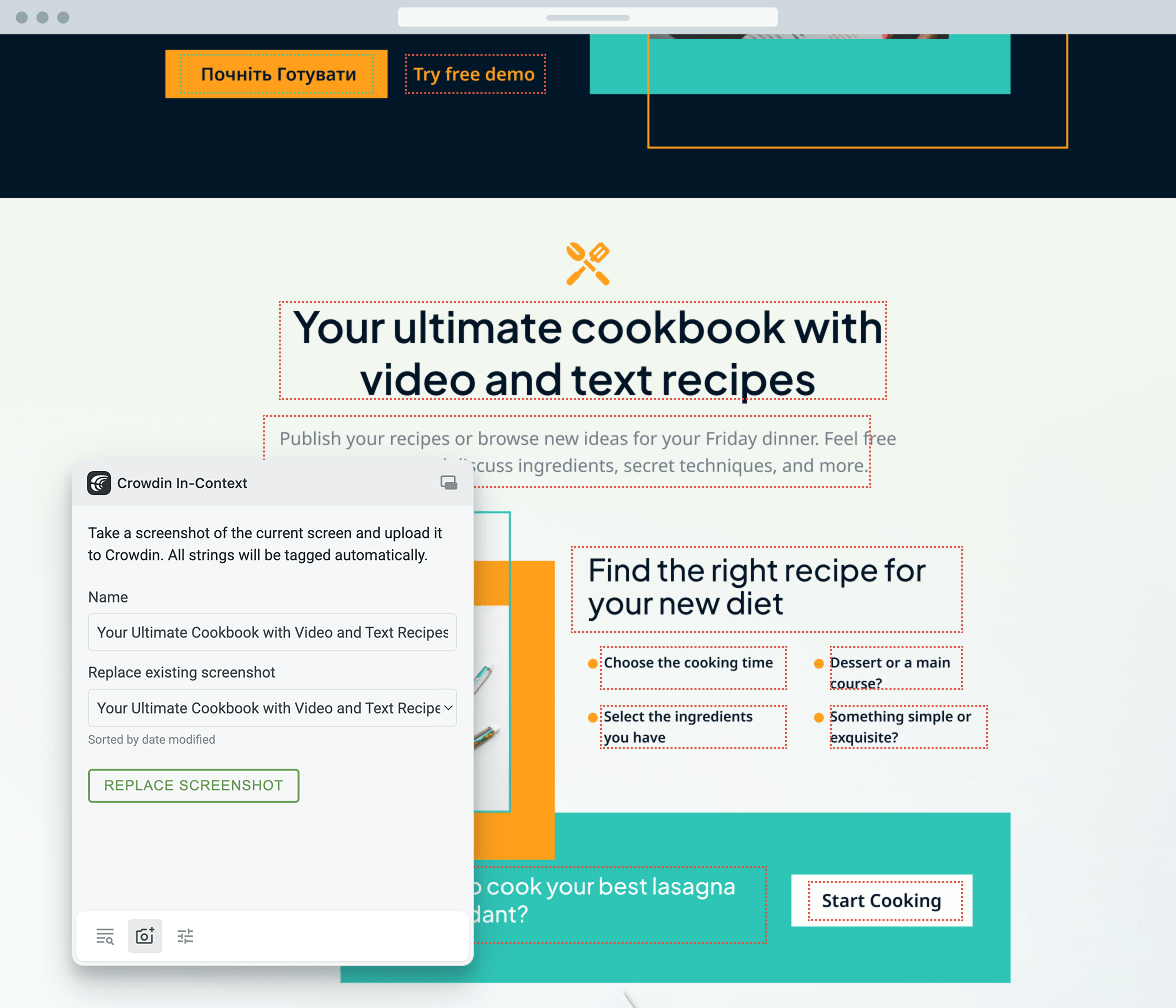 Почніть Готувати
Try free demo
Your ultimate cookbook with
video and text recipes
Publish your recipes or browse new ideas for your Friday dinner. Feel free
ingredients, secret techniques, and more.
Crowdin In-Context
Take a screenshot of the current screen and upload it
to Crowdin. All strings will be tagged automatically.
Name
Your Ultimate Cookbook with Video and Text Recipes
Replace existing screenshot
Your Ultimate Cookbook with Video and Text Recipe
Sorted by date modified
REPLACE SCREENSHOT
Find the right recipe for
your new diet
Choose the cooking time
Dessert or a main
course?
Select the ingredients
you have
Something simple or
exquisite?
cook your best lasagna
Start Cooking